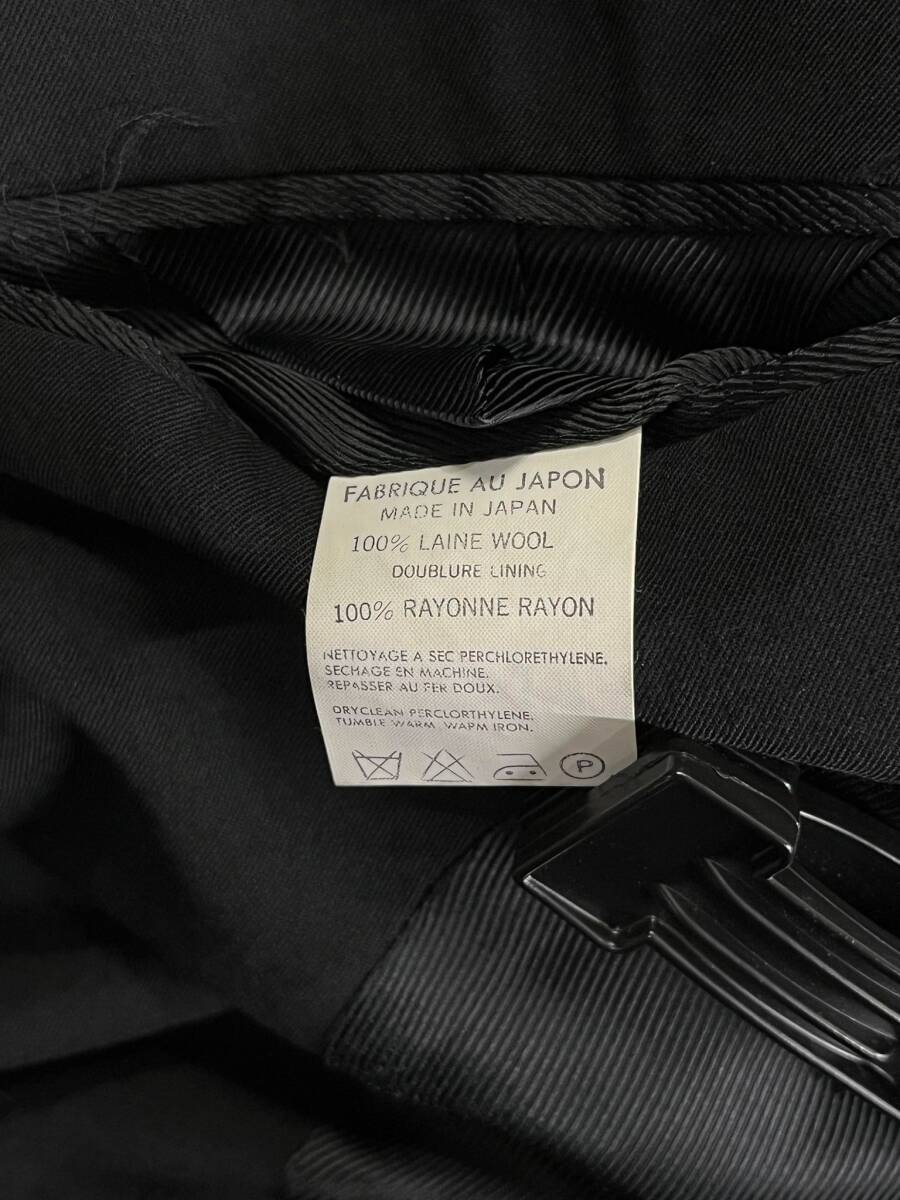 FABRIQUE AU JAPON
MADE IN JAPAN
100% LAINE WOOL
DOUBLURE LINING
100% RAYONNE RAYON
NETTOYAGE A SEC PERCHLORETHYLENE.
SECHAGE EN MACHINE.
REPASSER AU FER DOUX.
DRYCLEAN PERCLORTHYLENE.
TUMBLE WARM, WARM IRON.
P